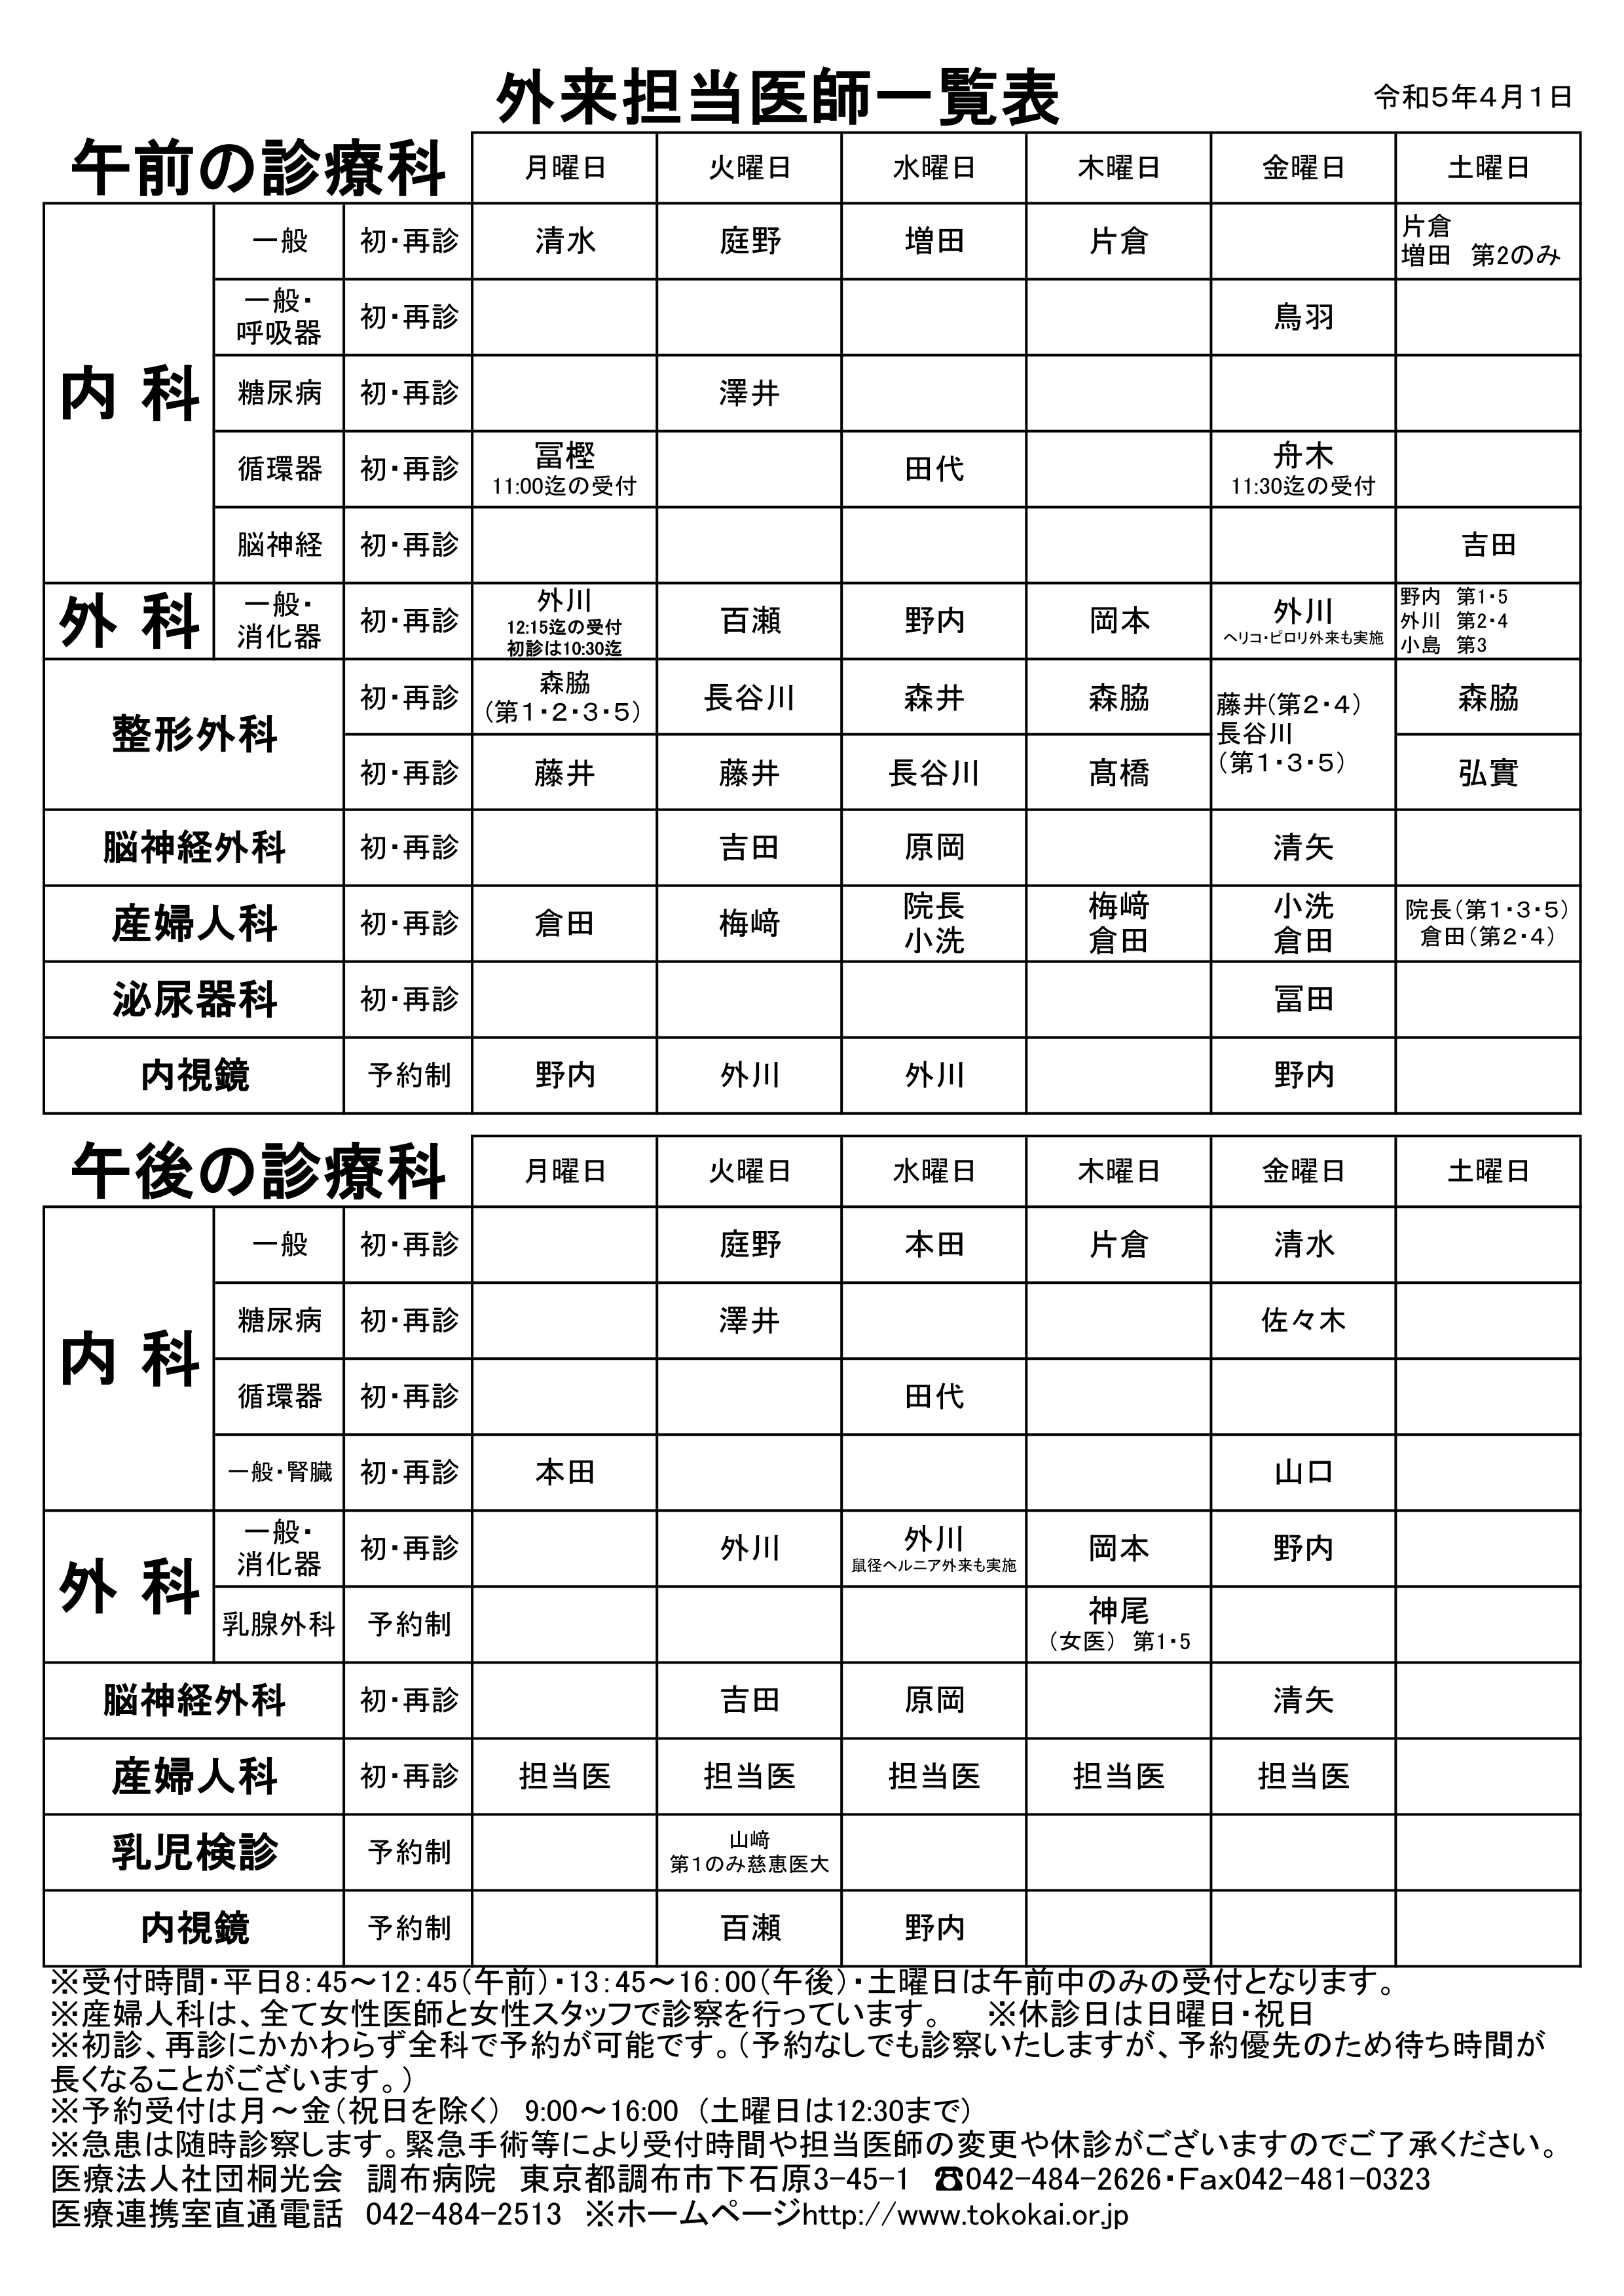 外来担当医師一覧表
令和5年4月1日
午前の診療科 月曜日 火曜日 水曜日 木曜日 金曜日 土曜日
内 科
一般 初・再診 清水 庭野 増田 片倉 片倉
増田 第2のみ
一般・
呼吸器 初・再診 鳥羽
糖尿病 初・再診 澤井
循環器 初・再診 冨樫 田代 舟木
11:00迄の受付 11:30迄の受付
脳神経 初・再診 吉田
外 科
一般・
消化器 初・再診
外川
12:15迄の受付
初診は10:30迄
百瀬 野内 岡本
外川
ヘリコ・ピロリ外来も実施
野内 第1・5
外川 第2・4
小島 第3
整形外科
初・再診
森脇
(第1・2・3・5)
長谷川 森井 森脇
藤井(第2・4)
長谷川
(第1・3・5)
森脇
初・再診 藤井 藤井 長谷川 髙橋 弘實
脳神経外科 初・再診 吉田 原岡 清矢
産婦人科 初・再診 倉田 梅﨑
院長
小洗
梅﨑
倉田
小洗
倉田
院長(第1・3・5)
倉田(第2・4)
泌尿器科 初・再診 冨田
内視鏡 予約制 野内 外川 外川 野内
午後の診療科 月曜日 火曜日 水曜日 木曜日 金曜日 土曜日
内 科
一般 初・再診 庭野 本田 片倉 清水
糖尿病 初・再診 澤井 佐々木
循環器 初・再診 田代
一般・腎臓 初・再診 本田 山口
外 科
一般・
消化器 初・再診 外川
外川
鼠径ヘルニア外来も実施
岡本 野内
乳腺外科 予約制
神尾
(女医) 第1・5
脳神経外科 初・再診 吉田 原岡 清矢
産婦人科 初・再診 担当医 担当医 担当医 担当医 担当医
乳児検診 予約制
山﨑
第1のみ慈恵医大
内視鏡 予約制 百瀬 野内
※受付時間・平日8:45～12:45(午前)・13:45～16:00(午後)・土曜日は午前中のみの受付となります。
※産婦人科は、全て女性医師と女性スタッフで診察を行っています。 ※休診日は日曜日・祝日
※初診、再診にかかわらず全科で予約が可能です。(予約なしでも診察いたしますが、予約優先のため待ち時間が
長くなることがございます。)
※予約受付は月～金(祝日を除く) 9:00～16:00 (土曜日は12:30まで)
※急患は随時診察します。緊急手術等により受付時間や担当医師の変更や休診がございますのでご了承ください。
医療法人社団桐光会 調布病院 東京都調布市下石原3-45-1 ☎042-484-2626・Fax042-481-0323
医療連携室直通電話 042-484-2513 ※ホームページhttp://www.tokokai.or.jp